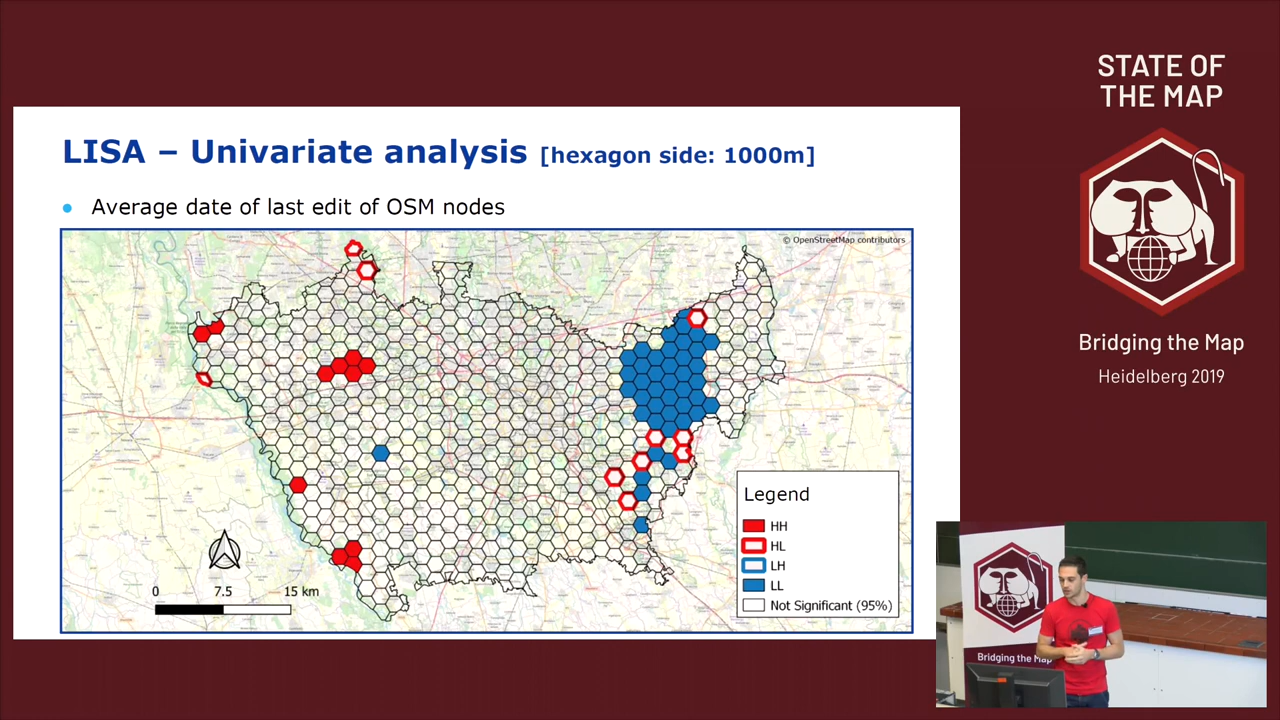 STATE OF
THE MAP
Bridging the Map
Heidelberg 2019
LISA – Univariate analysis [hexagon side: 1000m]
Average date of last edit of OSM nodes
© OpenStreetMap contributors
Legend
HH
HL
LH
LL
Not Significant (95%)
0 7.5 15 km
Bridging the Map